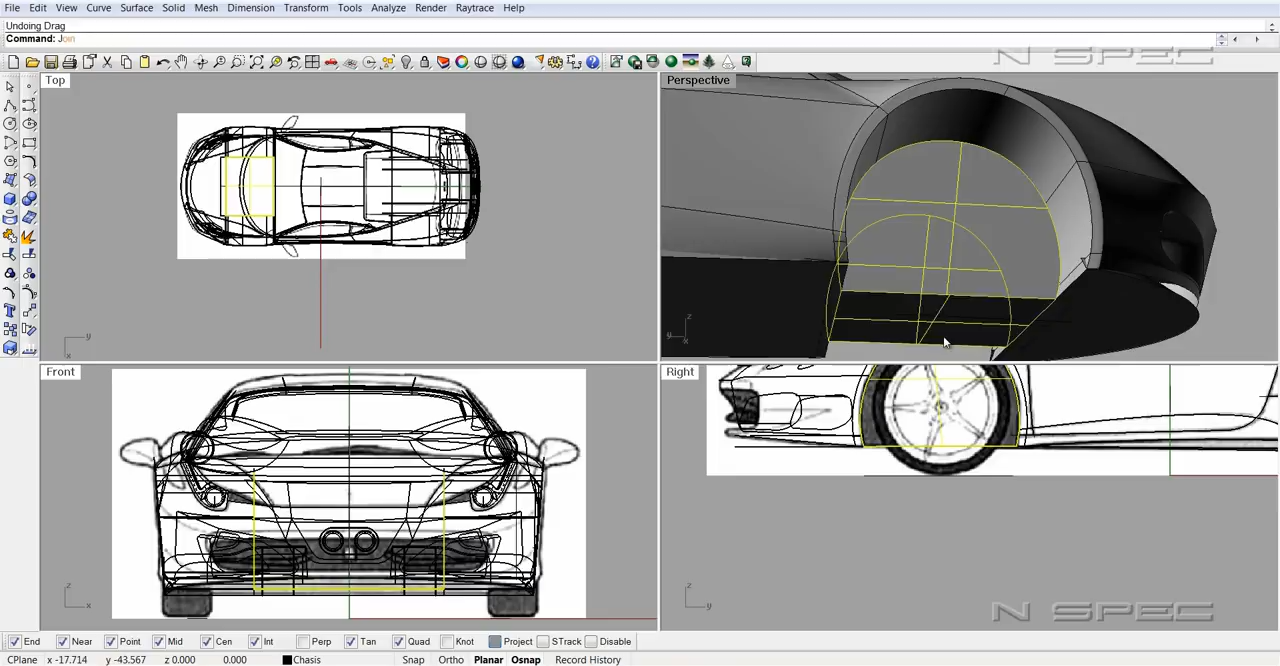 File Edit View Curve Surface Solid Mesh Dimension Transform Tools Analyze Render Raytrace Help
Undoing Drag
Command: Join
N SPEC
Top
Perspective
y
x
z
y
x
Front
Right
z
x
z
y
N SPEC
End Near Point Mid Cen Int Perp Tan Quad Knot Project STrack Disable
CPlane x -17.714 y -43.567 z 0.000 0.000 Chasis Snap Ortho Planar Osnap Record History